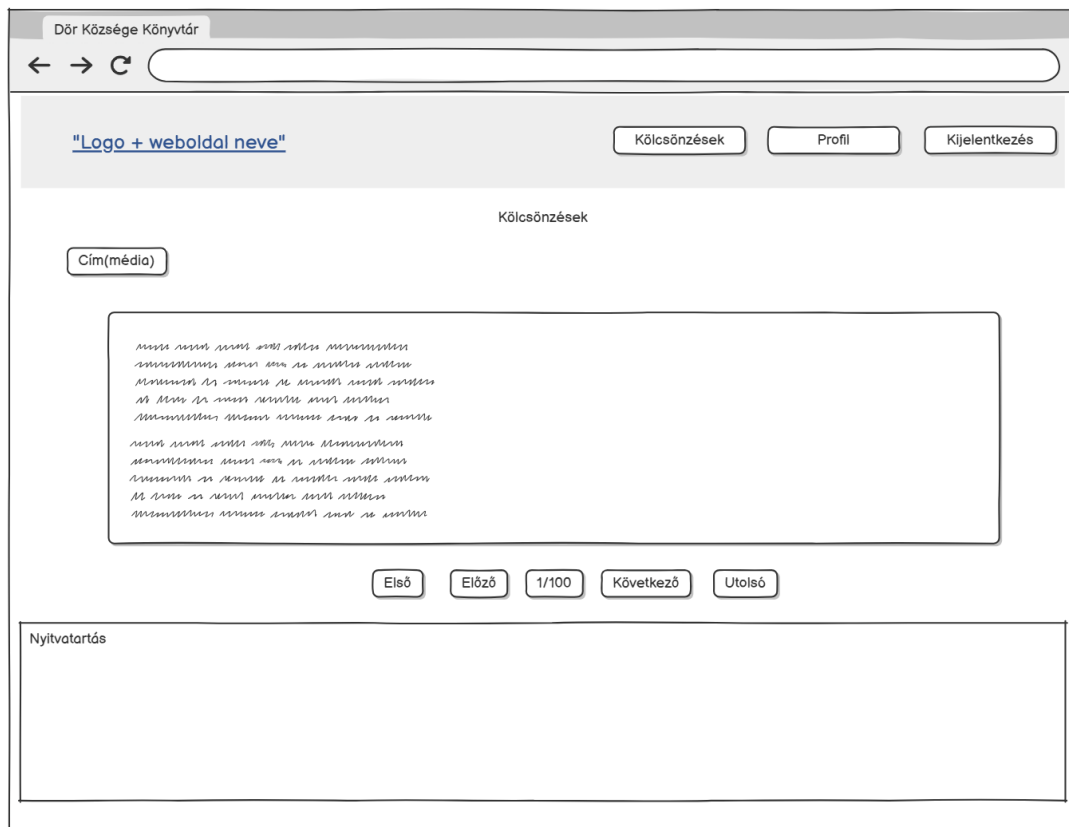 Dör Községe Könyvtár
"Logo + weboldal neve"
Kölcsönzések
Profil
Kijelentkezés
Kölcsönzések
Cím(média)
Első
Előző
1/100
Következő
Utolsó
Nyitvatartás